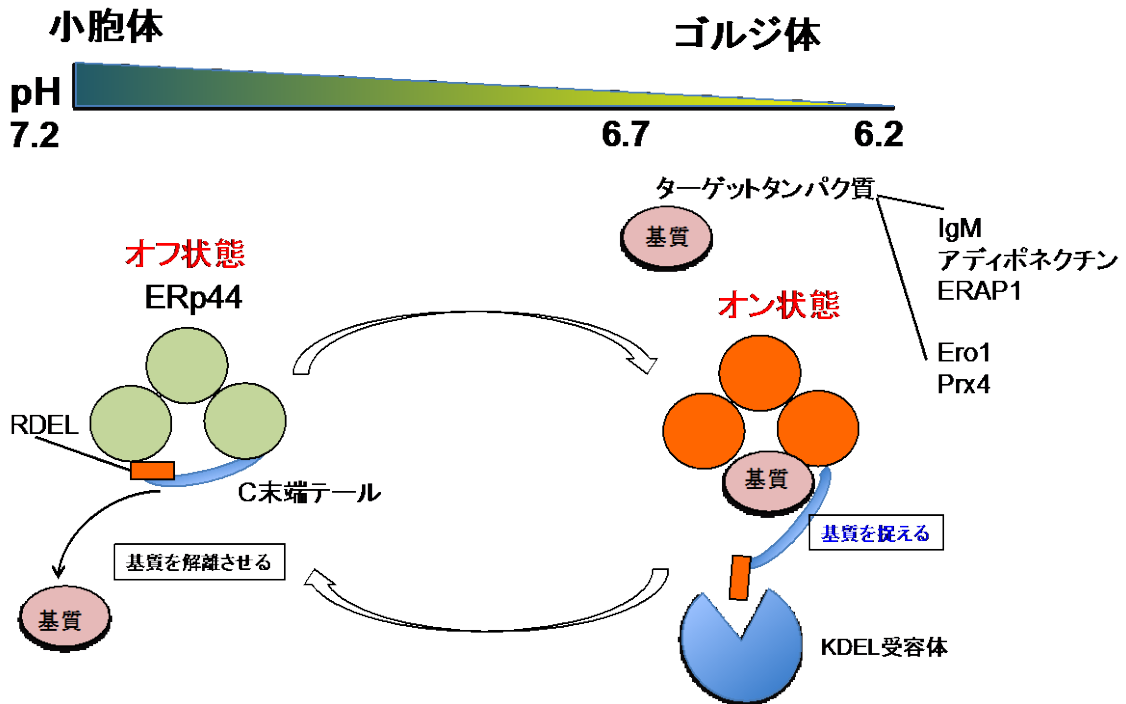 小胞体
ゴルジ体
pH
7.2
6.7
6.2
ターゲットタンパク質
基質
IgM
アディポネクチン
ERAP1
Ero1
Prx4
オフ状態
ERp44
オン状態
RDEL
C末端テール
基質
基質を捉える
基質を解離させる
基質
KDEL受容体